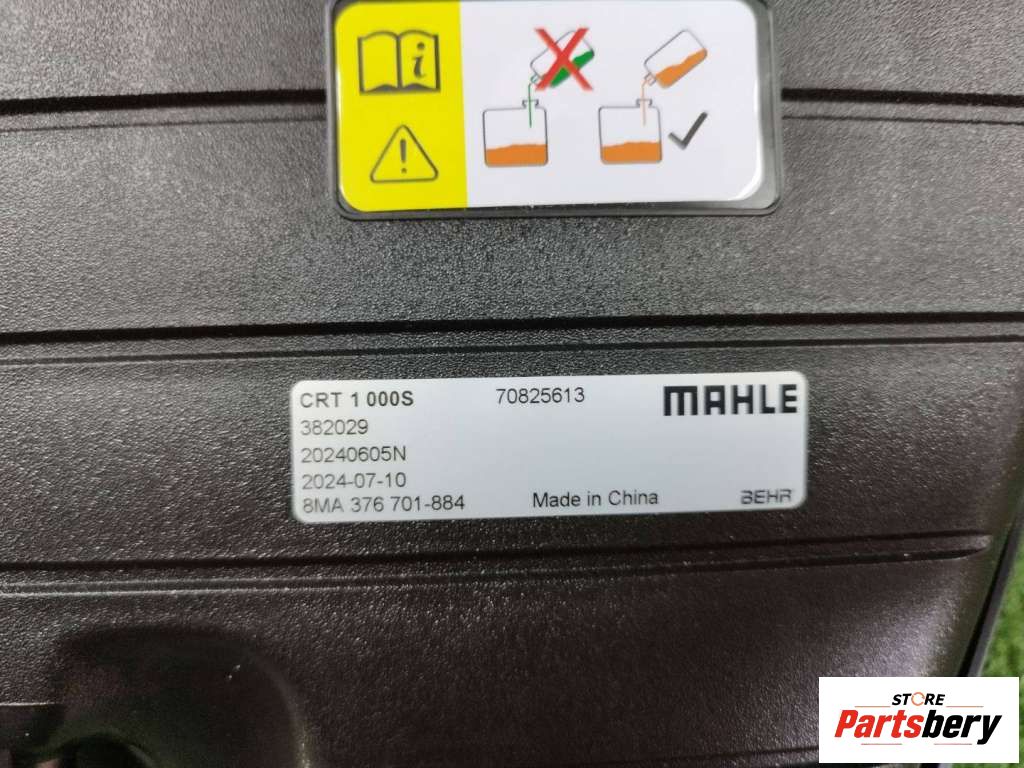 i
CRT 1 000S 70825613 MAHLE
382029
20240605N
2024-07-10
8MA 376 701-884 Made in China BEHR
STORE
Partsbery